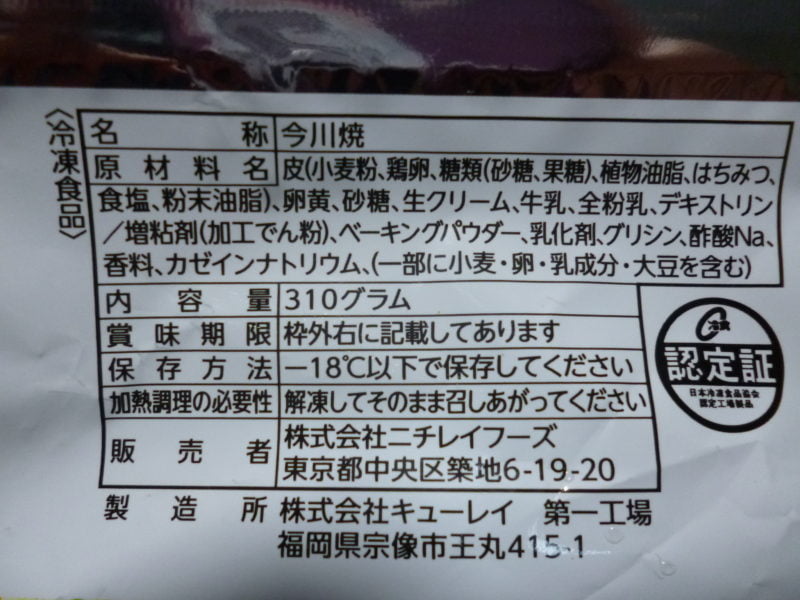 〈冷凍食品〉
名称 今川焼
原材料名 皮(小麦粉、鶏卵、糖類(砂糖、果糖)、植物油脂、はちみつ、
食塩、粉末油脂)、卵黄、砂糖、生クリーム、牛乳、全粉乳、デキストリン
／増粘剤(加工でん粉)、ベーキングパウダー、乳化剤、グリシン、酢酸Na、
香料、カゼインナトリウム、(一部に小麦・卵・乳成分・大豆を含む)
内容量 310グラム
賞味期限 枠外右に記載してあります
保存方法 −18℃以下で保存してください
加熱調理の必要性 解凍してそのまま召しあがってください
販売者 株式会社ニチレイフーズ
東京都中央区築地6-19-20
製造所 株式会社キューレイ 第一工場
福岡県宗像市王丸415-1
冷食
認定証
日本冷凍食品協会
認定工場製品